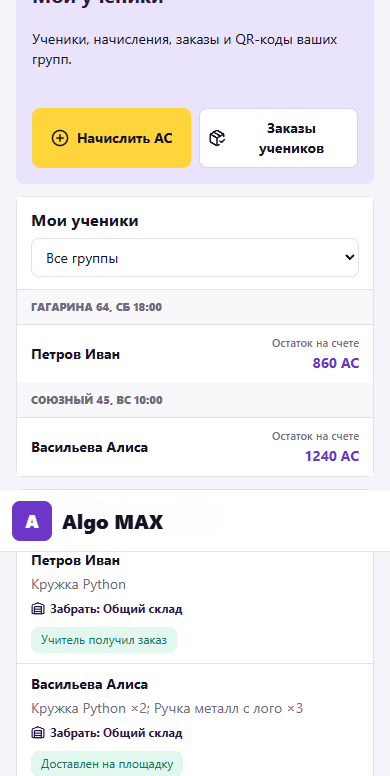 Мои ученики
Ученики, начисления, заказы и QR-коды ваших
групп.
Начислить АС
Заказы
учеников
Мои ученики
Все группы
ГАГАРИНА 64, СБ 18:00
Петров Иван
Остаток на счете
860 АС
СОЮЗНЫЙ 45, ВС 10:00
Васильева Алиса
Остаток на счете
1240 АС
A
Algo MAX
Петров Иван
Кружка Python
Забрать: Общий склад
Учитель получил заказ
Васильева Алиса
Кружка Python ×2; Ручка металл с лого ×3
Забрать: Общий склад
Доставлен на площадку